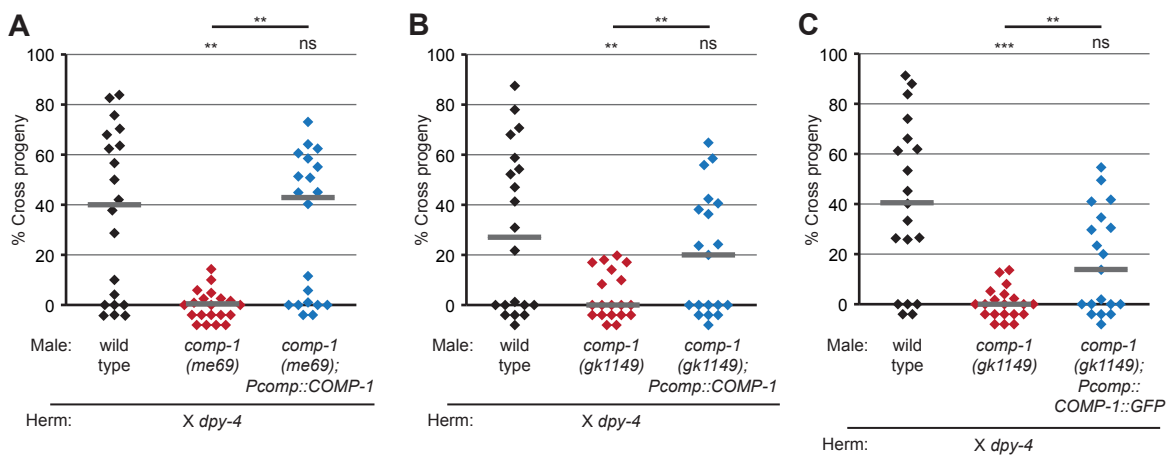 A
**
**
ns
100
80
60
40
20
0
% Cross progeny
Male:
wild
type
comp-1
(me69)
comp-1
(me69);
Pcomp::COMP-1
Herm:
X dpy-4
B
**
**
ns
100
80
60
40
20
0
% Cross progeny
Male:
wild
type
comp-1
(gk1149)
comp-1
(gk1149);
Pcomp::COMP-1
Herm:
X dpy-4
C
**
***
ns
100
80
60
40
20
0
% Cross progeny
Male:
wild
type
comp-1
(gk1149)
comp-1
(gk1149);
Pcomp::
COMP-1::GFP
Herm:
X dpy-4